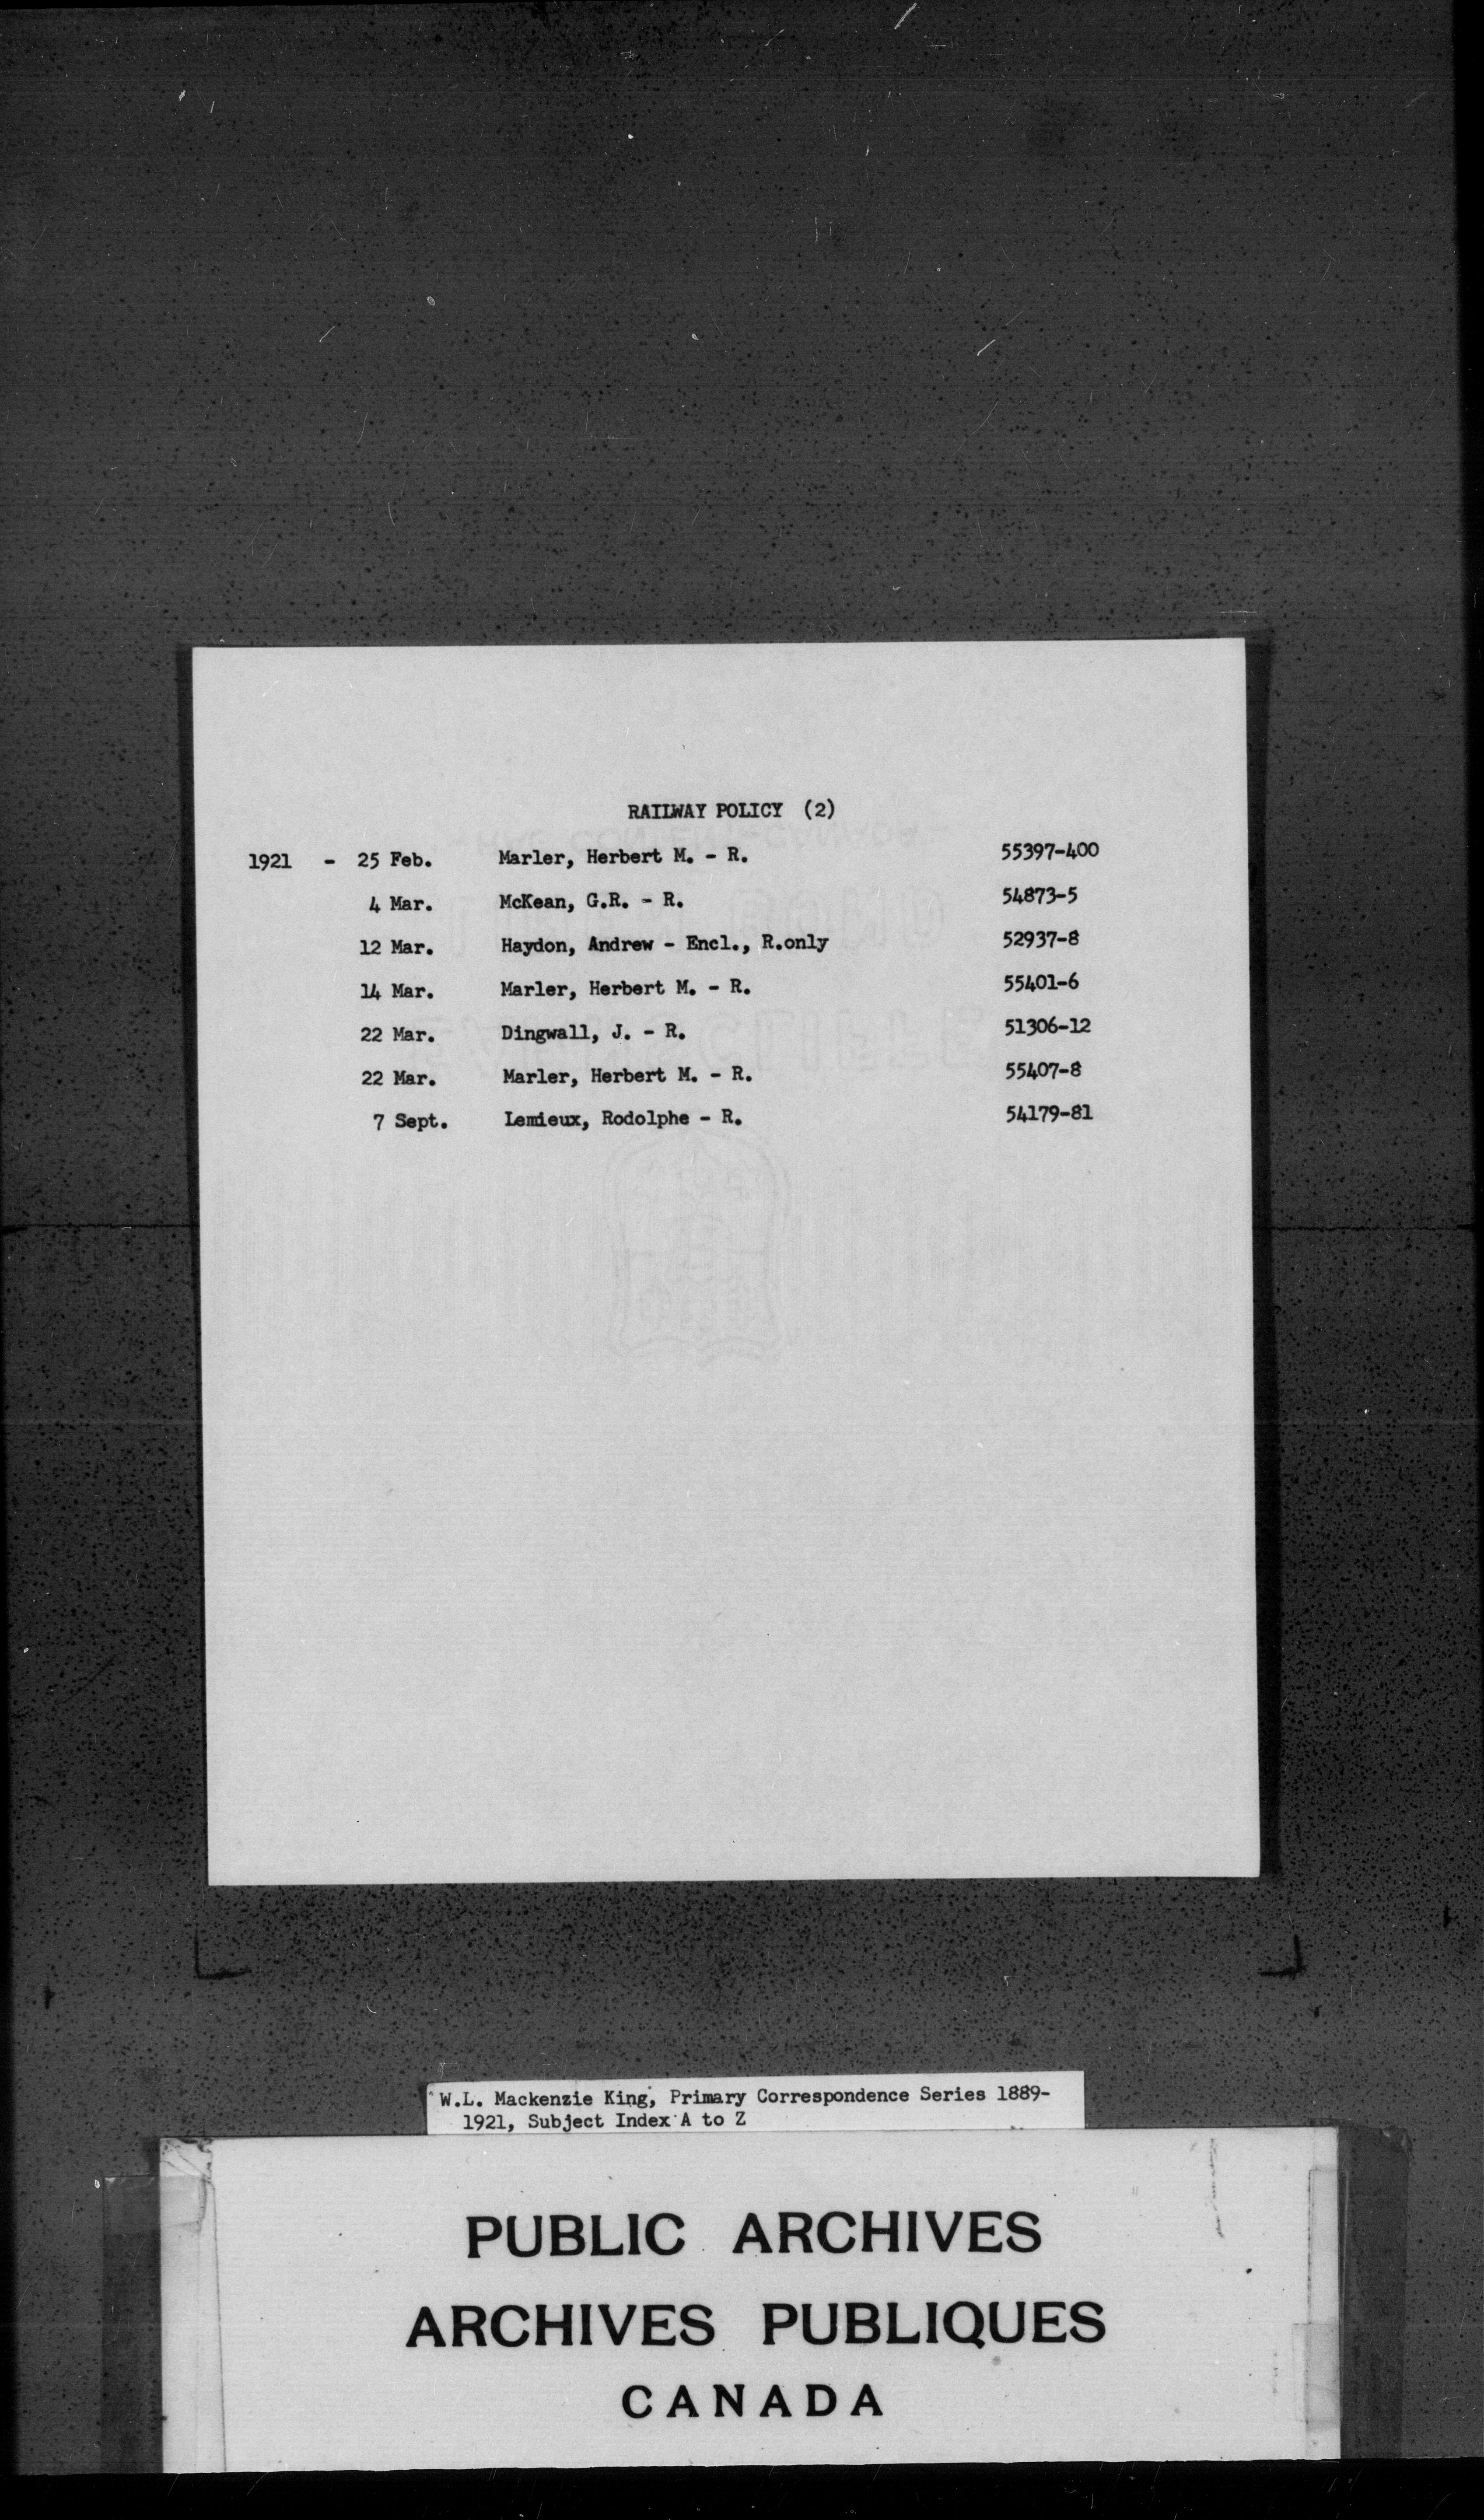 RAILWAY POLICY (2)
1921 - 25 Feb. Marler, Herbert M. - R. 55397-400
4 Mar. McKean, G.R. - R. 54873-5
12 Mar. Haydon, Andrew - Encl., R.only 52937-8
14 Mar. Marler, Herbert M. - R. 55401-6
22 Mar. Dingwall, J. - R. 51306-12
22 Mar. Marler, Herbert M. - R. 55407-8
7 Sept. Lemieux, Rodolphe - R. 54179-81
W.L. Mackenzie King, Primary Correspondence Series 1889-
1921, Subject Index A to Z
PUBLIC ARCHIVES
ARCHIVES PUBLIQUES
CANADA